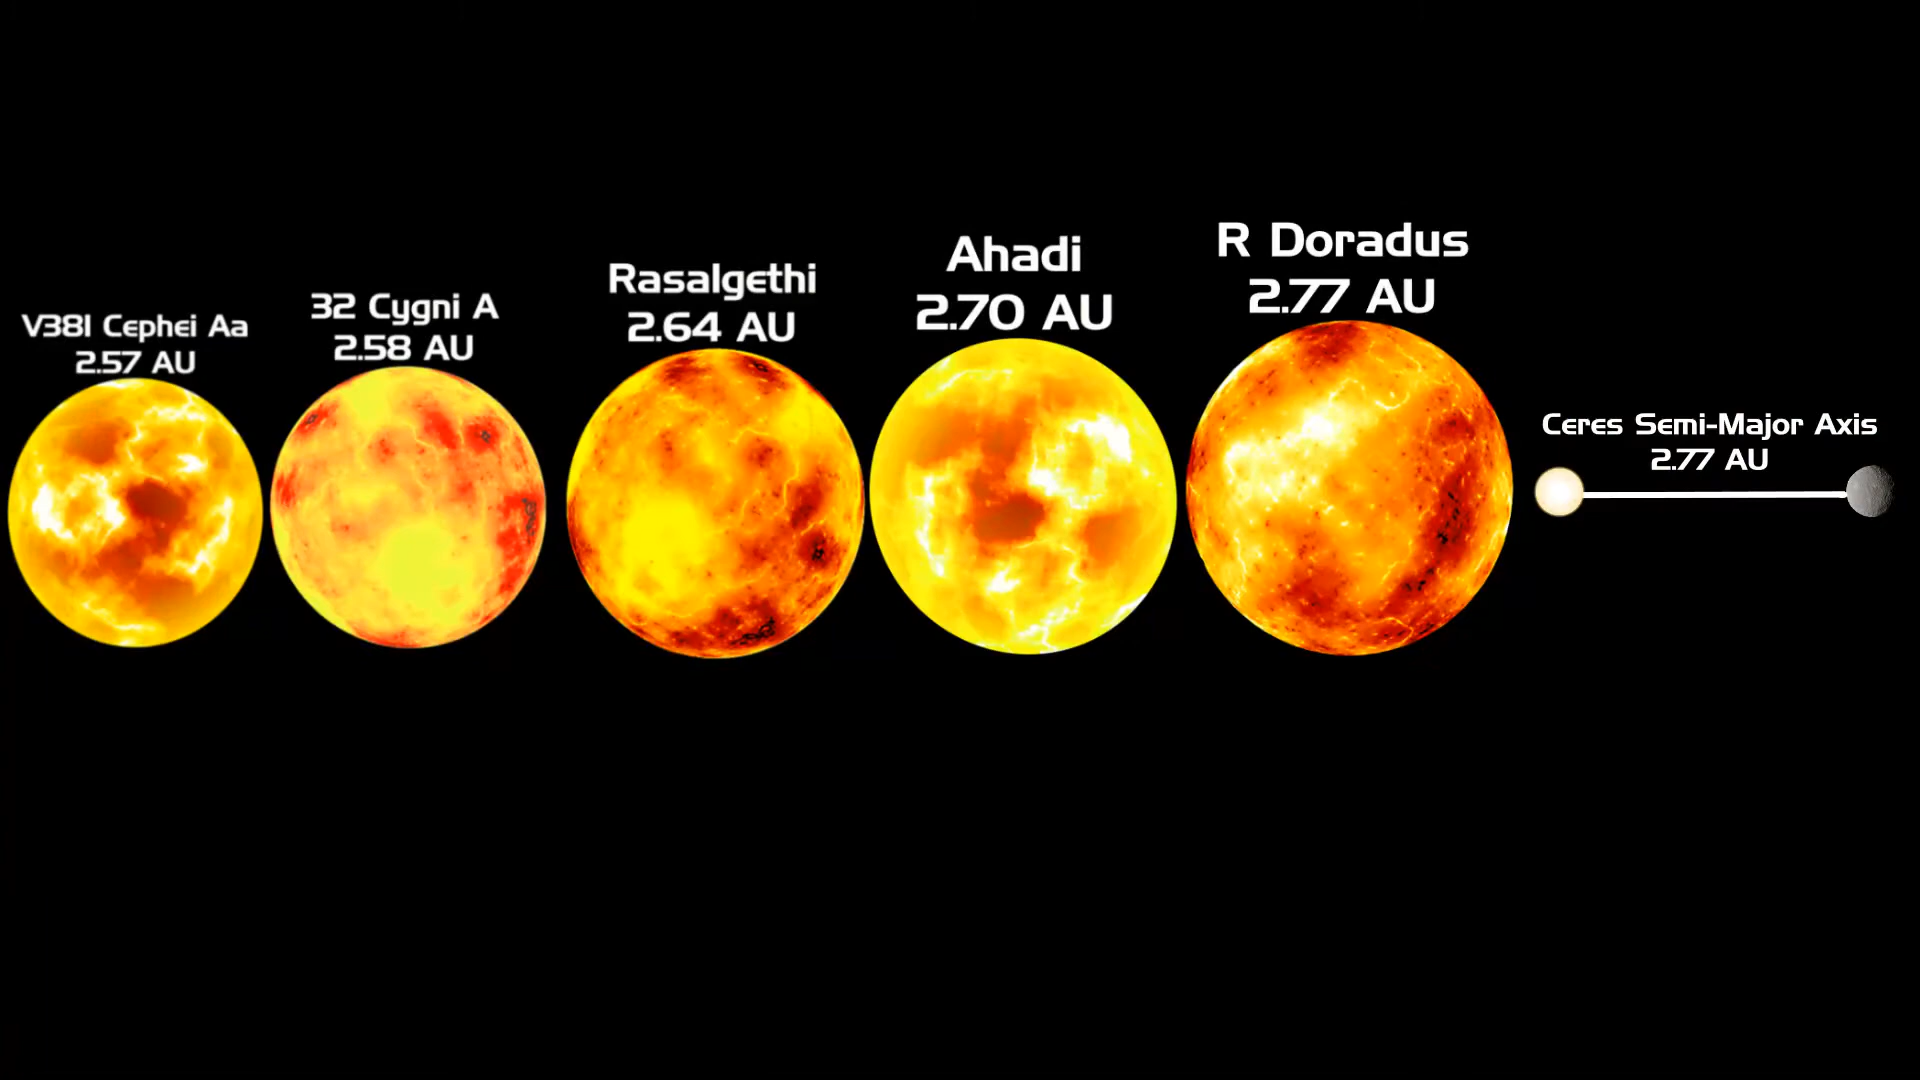 V381 Cephei Aa
2.57 AU
32 Cygni A
2.58 AU
Rasalgethi
2.64 AU
Ahadi
2.70 AU
R Doradus
2.77 AU
Ceres Semi-Major Axis
2.77 AU